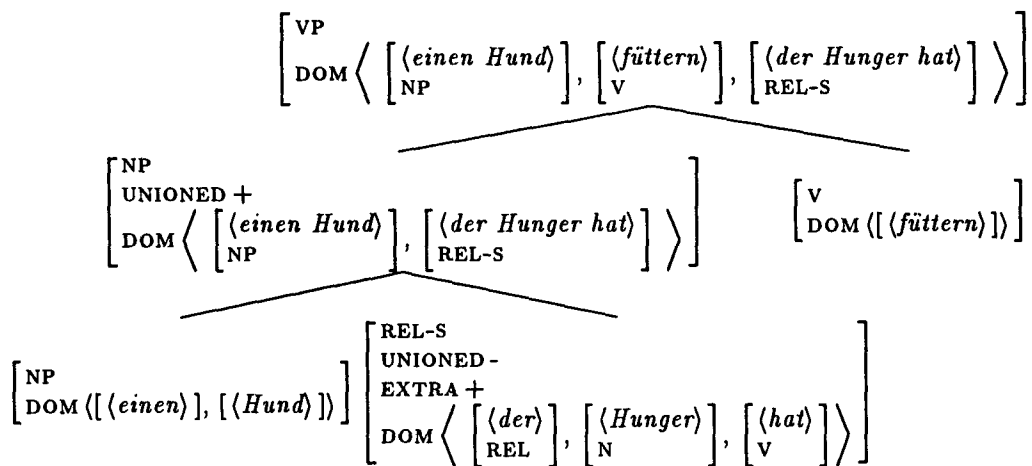 VP
DOM ⟨ [⟨einen Hund⟩ NP], [⟨füttern⟩ V], [⟨der Hunger hat⟩ REL-S] ⟩
NP
UNIONED +
DOM ⟨ [⟨einen Hund⟩ NP], [⟨der Hunger hat⟩ REL-S] ⟩
V
DOM ⟨[⟨füttern⟩]⟩
NP
DOM ⟨[⟨einen⟩], [⟨Hund⟩]⟩
REL-S
UNIONED -
EXTRA +
DOM ⟨ [⟨der⟩ REL], [⟨Hunger⟩ N], [⟨hat⟩ V] ⟩